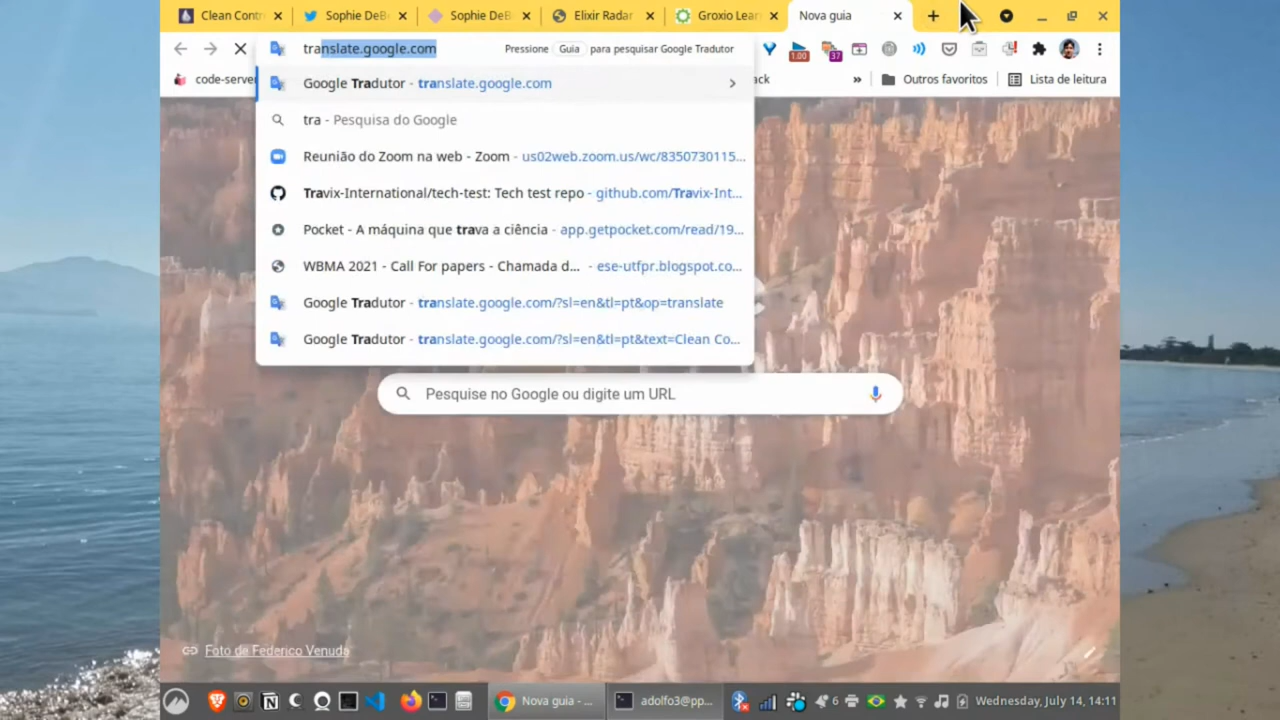 Clean Contr
Sophie DeB
Sophie DeB
Elixir Radar
Groxio Lear
Nova guia
translate.google.com
Pressione Guia para pesquisar Google Tradutor
1.00
37
code-server
ck
»
Outros favoritos
Lista de leitura
Google Tradutor - translate.google.com
tra - Pesquisa do Google
Reunião do Zoom na web - Zoom - us02web.zoom.us/wc/8350730115...
Travix-International/tech-test: Tech test repo - github.com/Travix-Int...
Pocket - A máquina que trava a ciência - app.getpocket.com/read/19...
WBMA 2021 - Call For papers - Chamada d... - ese-utfpr.blogspot.co...
Google Tradutor - translate.google.com/?sl=en&tl=pt&op=translate
Google Tradutor - translate.google.com/?sl=en&tl=pt&text=Clean Co...
Pesquise no Google ou digite um URL
Foto de Federico Venuda
Nova guia - ...
adolfo3@pp...
6
Wednesday, July 14, 14:11